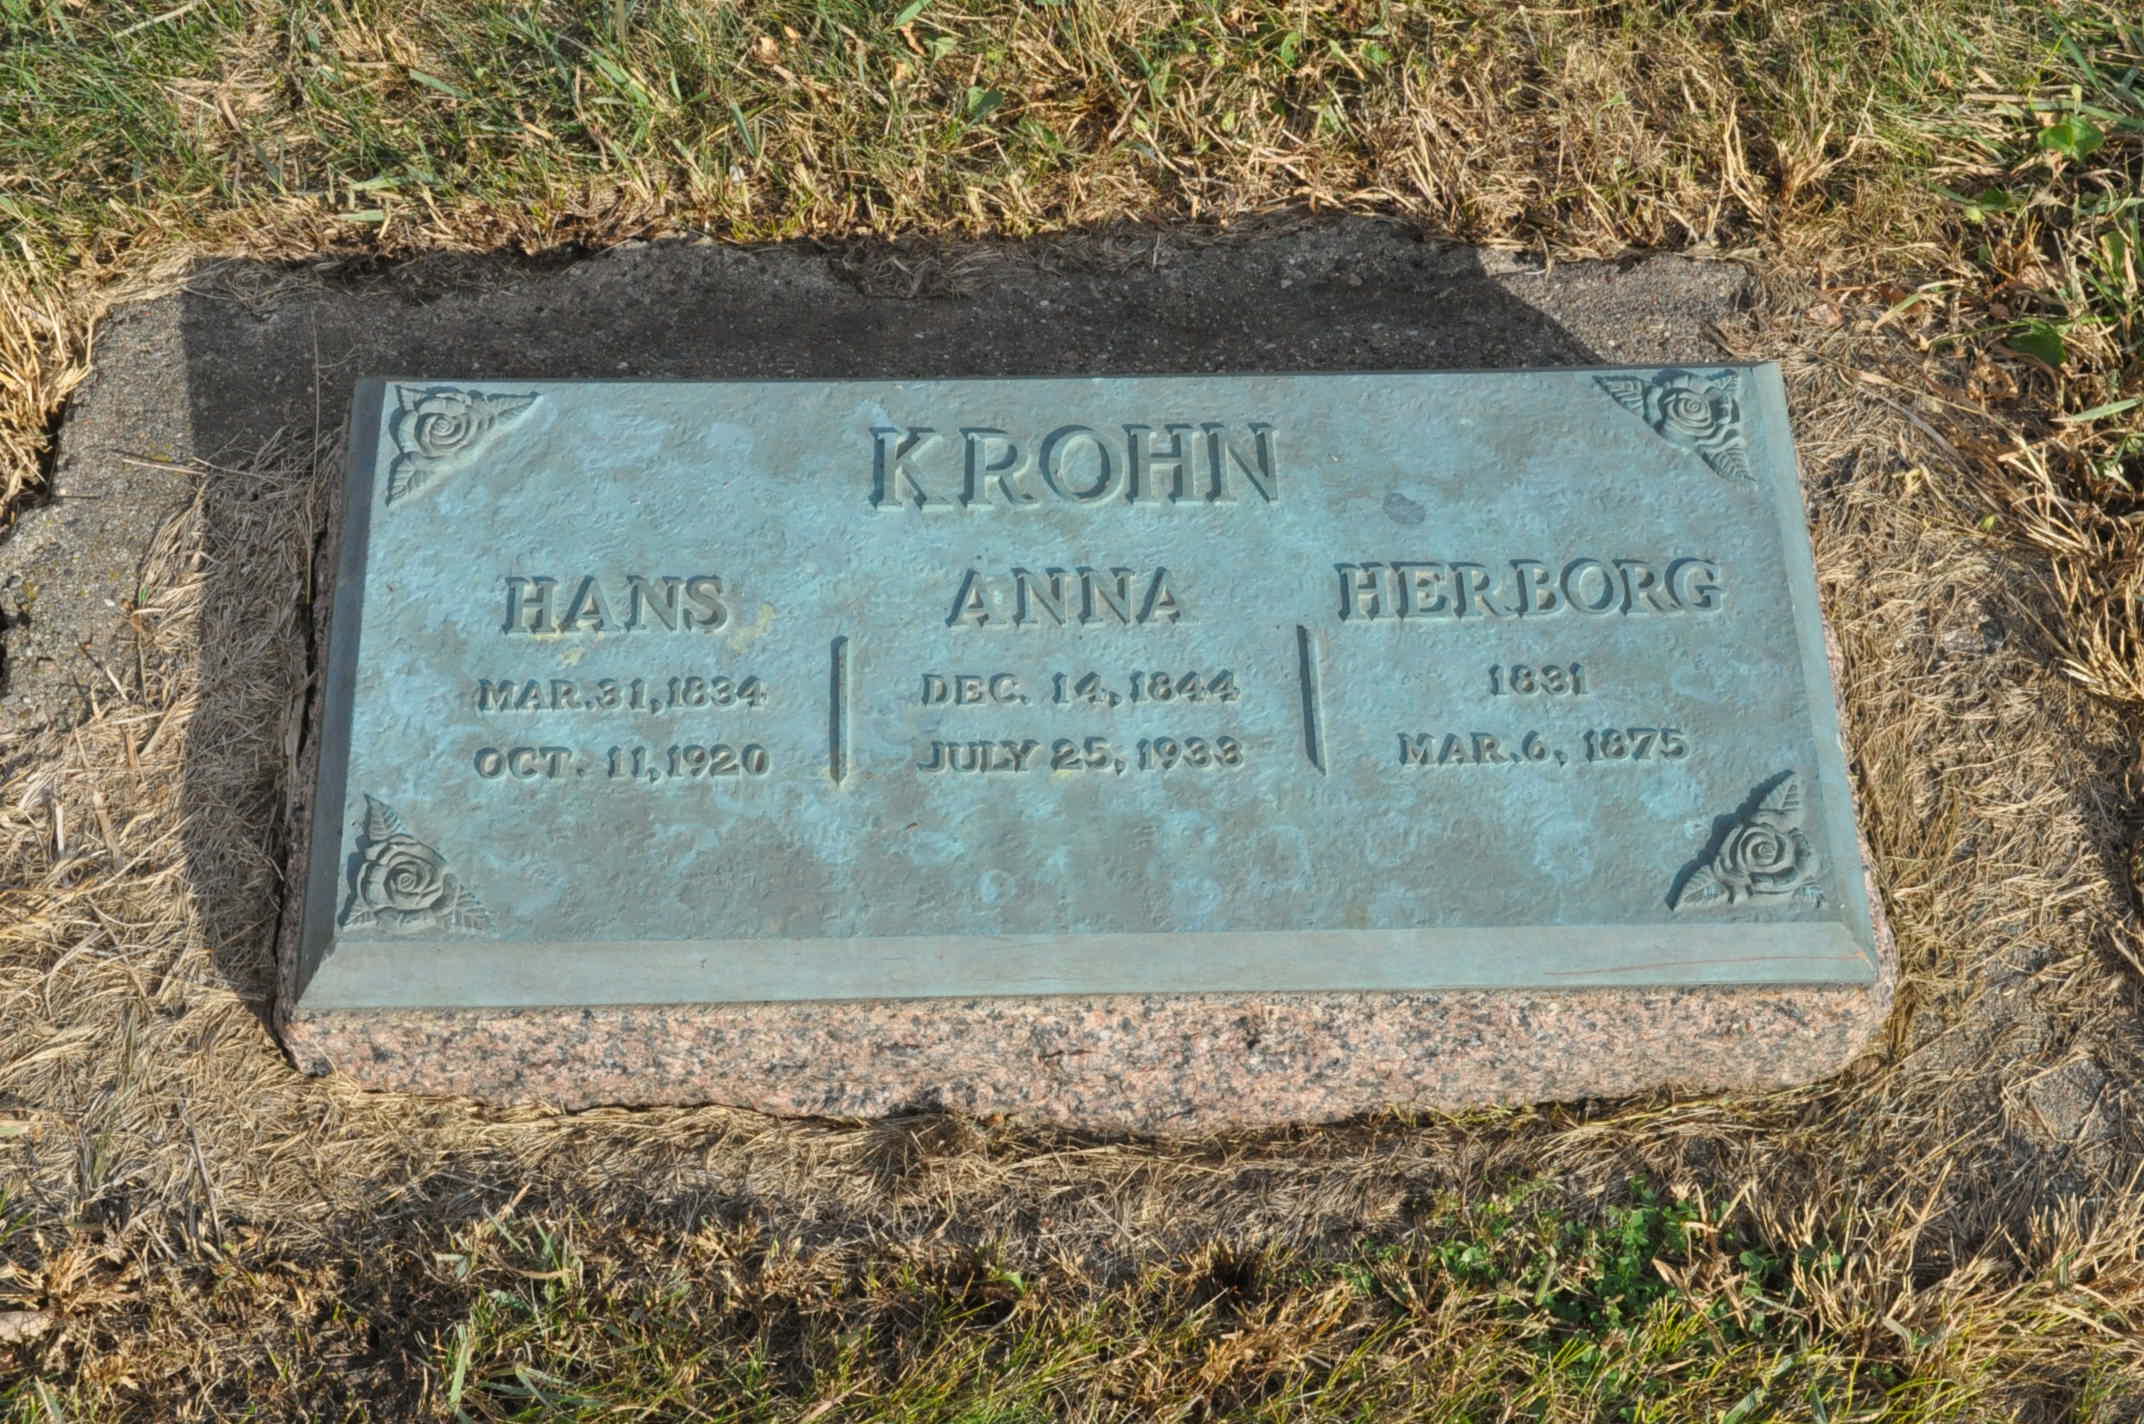 KROHN
HANS ANNA HERBORG
MAR. 31, 1834 DEC. 14, 1844 1831
OCT. 11, 1920 JULY 25, 1933 MAR. 6, 1875